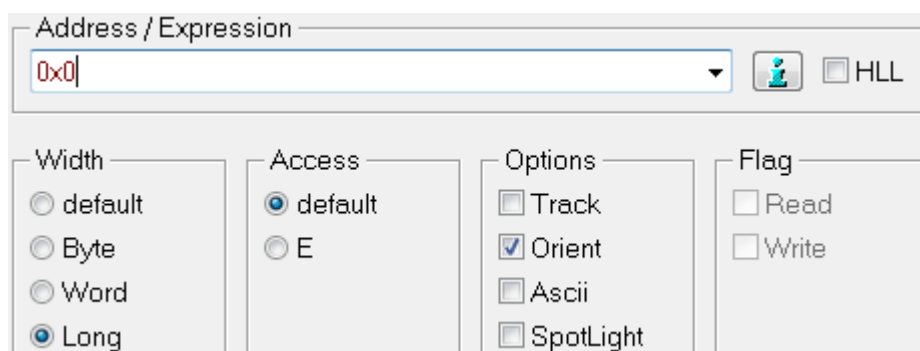 Address / Expression
0x0
i
HLL
Width
default
Byte
Word
Long
Access
default
E
Options
Track
Orient
Ascii
SpotLight
Flag
Read
Write